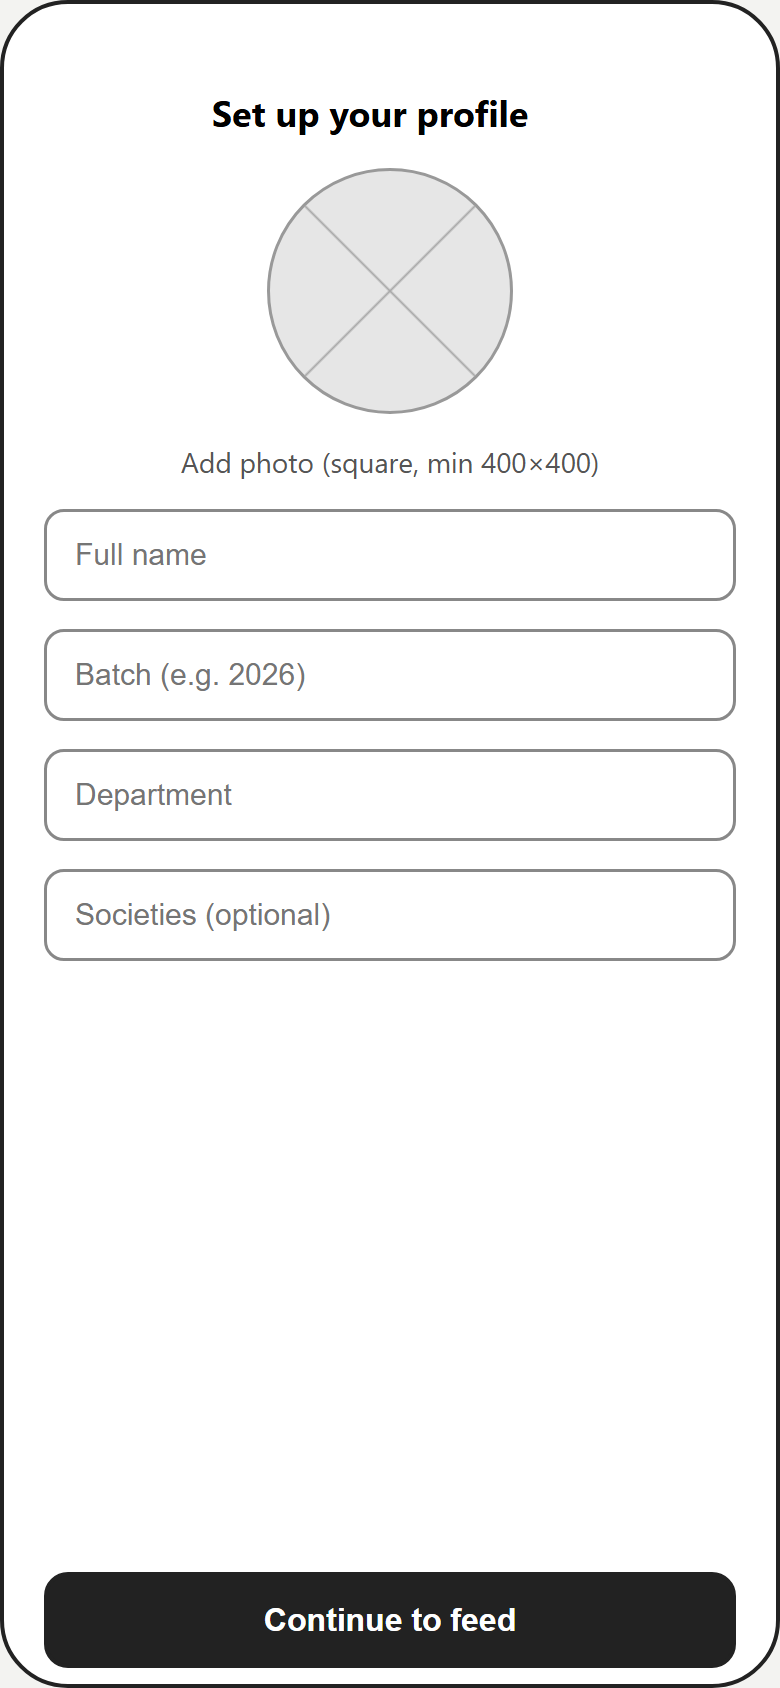 Set up your profile
Add photo (square, min 400×400)
Full name
Batch (e.g. 2026)
Department
Societies (optional)
Continue to feed